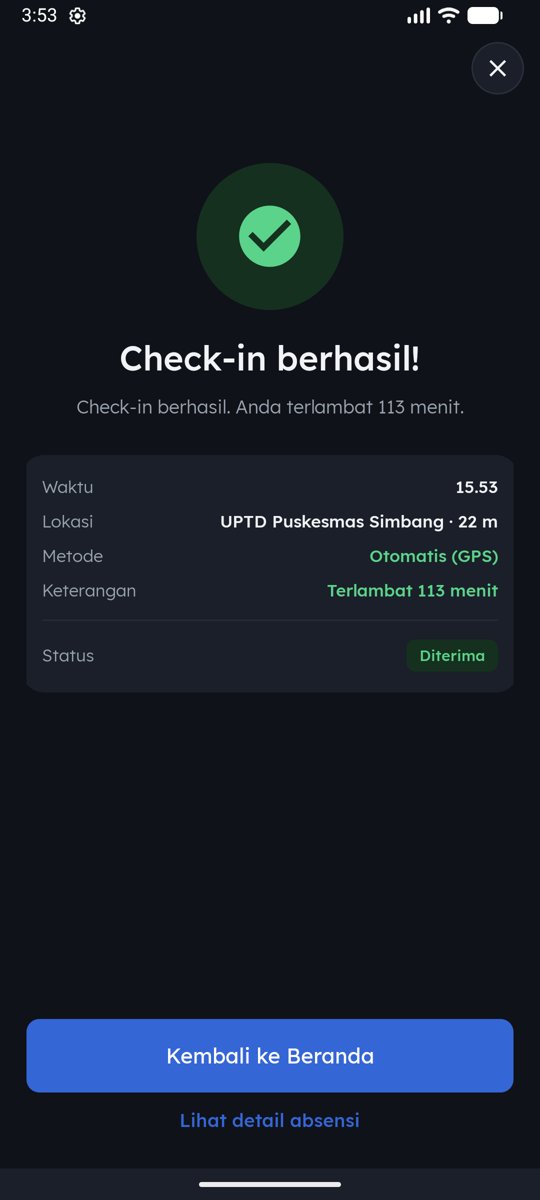 3:53
Check-in berhasil!
Check-in berhasil. Anda terlambat 113 menit.
Waktu 15.53
Lokasi UPTD Puskesmas Simbang · 22 m
Metode Otomatis (GPS)
Keterangan Terlambat 113 menit
Status Diterima
Kembali ke Beranda
Lihat detail absensi